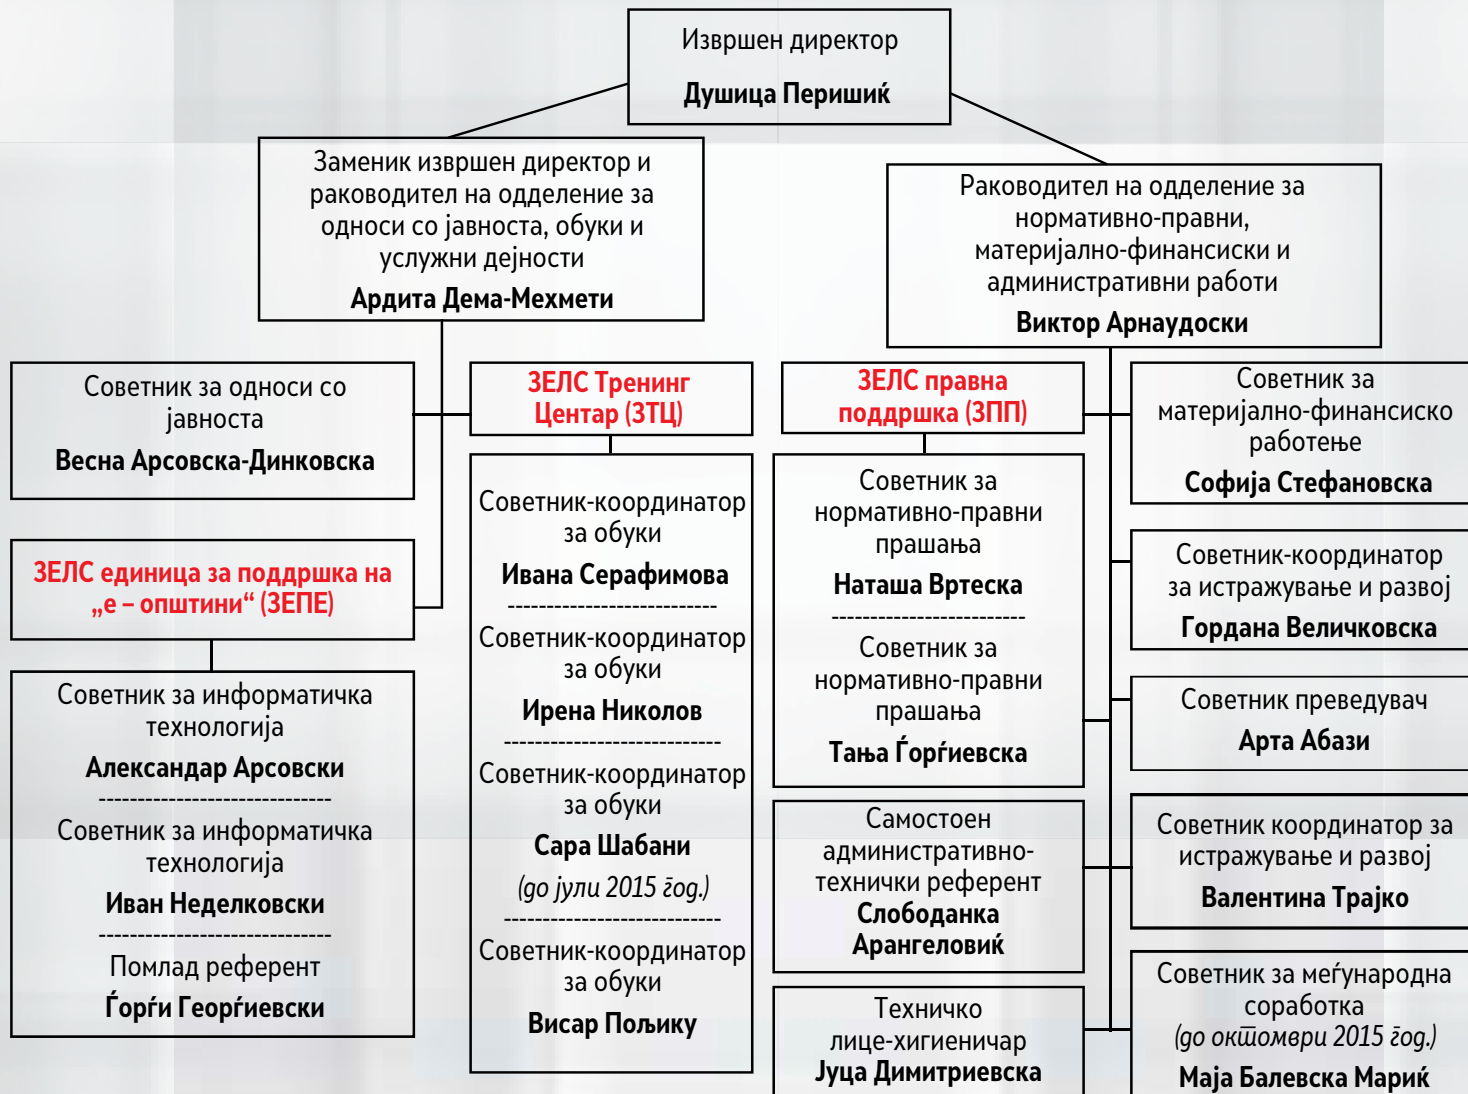 Извршен директор
Душица Перишиќ
Заменик извршен директор и
раководител на одделение за
односи со јавноста, обуки и
услужни дејности
Ардита Дема-Мехмети
Раководител на одделение за
нормативно-правни,
материјално-финансиски и
административни работи
Виктор Арнаудоски
Советник за односи со
јавноста
Весна Арсовска-Динковска
ЗЕЛС единица за поддршка на
„е – општини“ (ЗЕПЕ)
Советник за информатичка
технологија
Александар Арсовски
------------------------------
Советник за информатичка
технологија
Иван Неделковски
------------------------------
Помлад референт
Ѓорѓи Георѓиевски
ЗЕЛС Тренинг
Центар (ЗТЦ)
Советник-координатор
за обуки
Ивана Серафимова
---------------------------
Советник-координатор
за обуки
Ирена Николов
----------------------------
Советник-координатор
за обуки
Сара Шабани
(до јули 2015 год.)
----------------------------
Советник-координатор
за обуки
Висар Пољику
ЗЕЛС правна
поддршка (ЗПП)
Советник за
нормативно-правни
прашања
Наташа Вртеска
-------------------------
Советник за
нормативно-правни
прашања
Тања Ѓорѓиевска
Самостоен
административно-
технички референт
Слободанка
Арангеловиќ
Техничко
лице-хигиеничар
Јуца Димитриевска
Советник за
материјално-финансиско
работење
Софија Стефановска
Советник-координатор
за истражување и развој
Гордана Величковска
Советник преведувач
Арта Абази
Советник координатор за
истражување и развој
Валентина Трајко
Советник за меѓународна
соработка
(до октомври 2015 год.)
Маја Балевска Мариќ